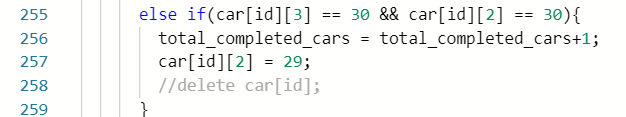 255 else if(car[id][3] == 30 && car[id][2] == 30){
256 total_completed_cars = total_completed_cars+1;
257 car[id][2] = 29;
258 //delete car[id];
259 }